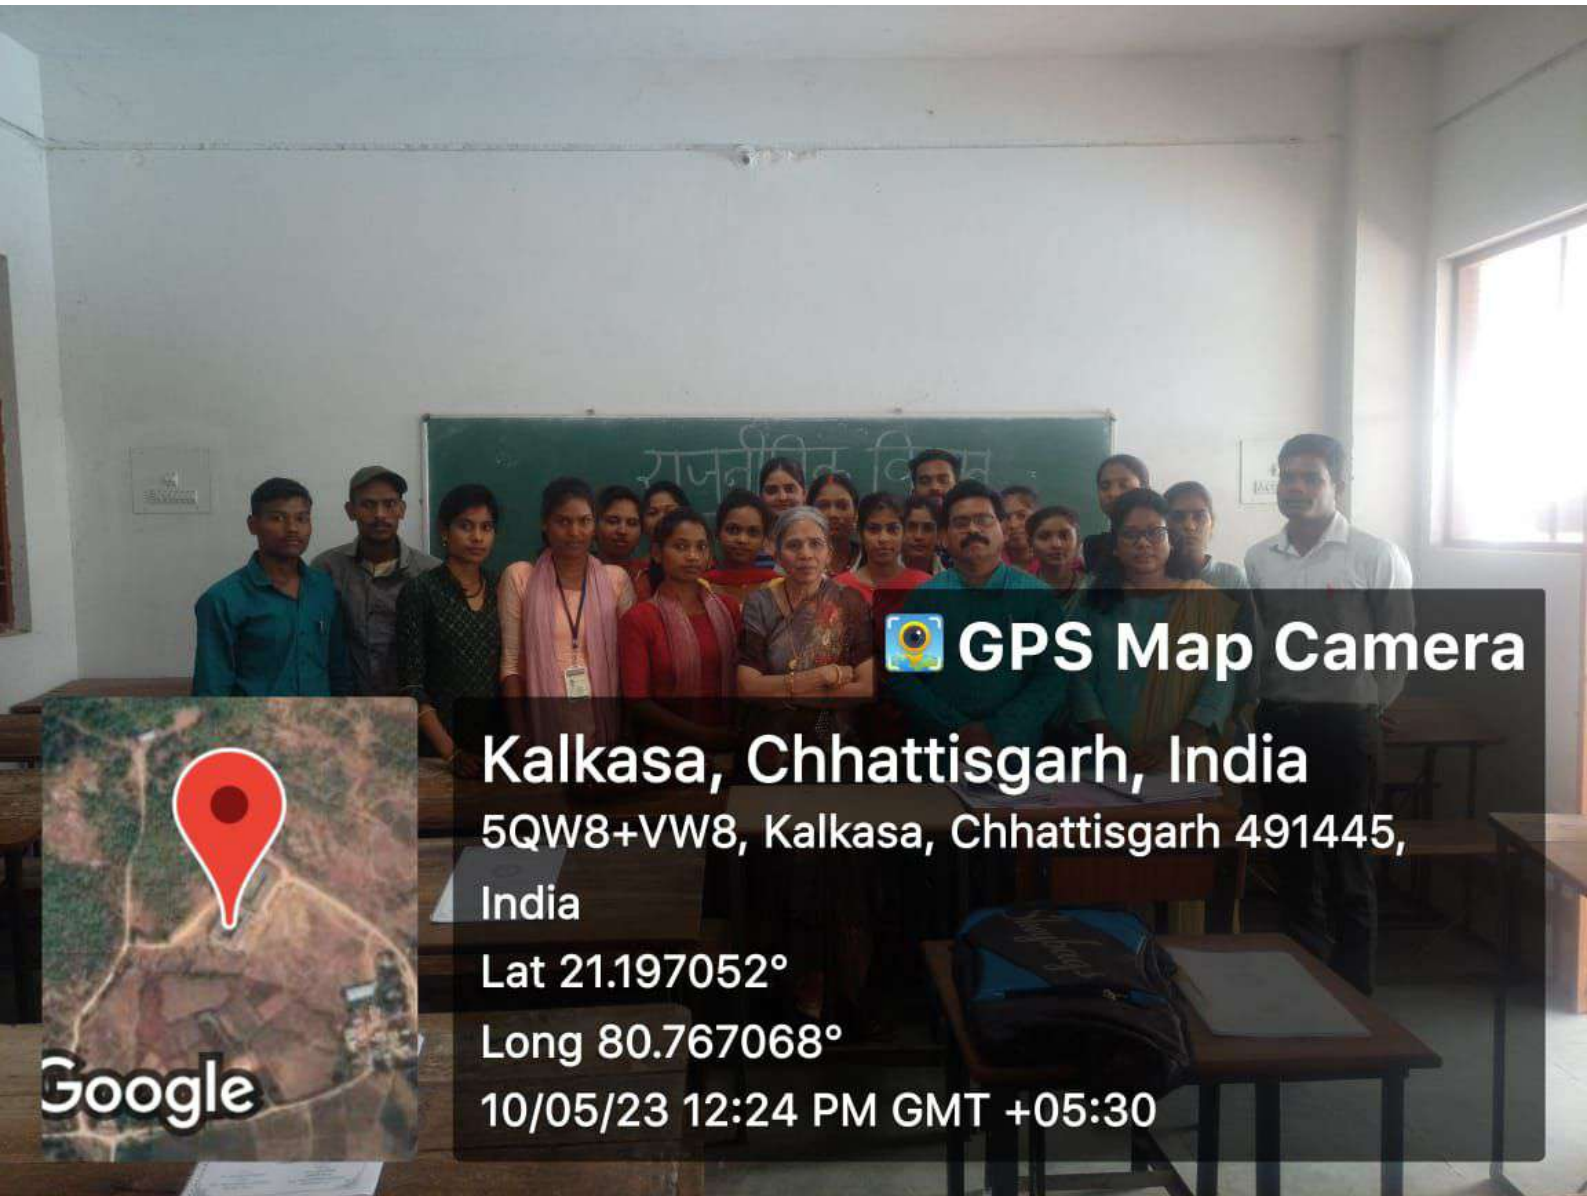 राजनीतिक विज्ञान
GPS Map Camera
Kalkasa, Chhattisgarh, India
5QW8+VW8, Kalkasa, Chhattisgarh 491445,
India
Lat 21.197052°
Long 80.767068°
10/05/23 12:24 PM GMT +05:30
Google